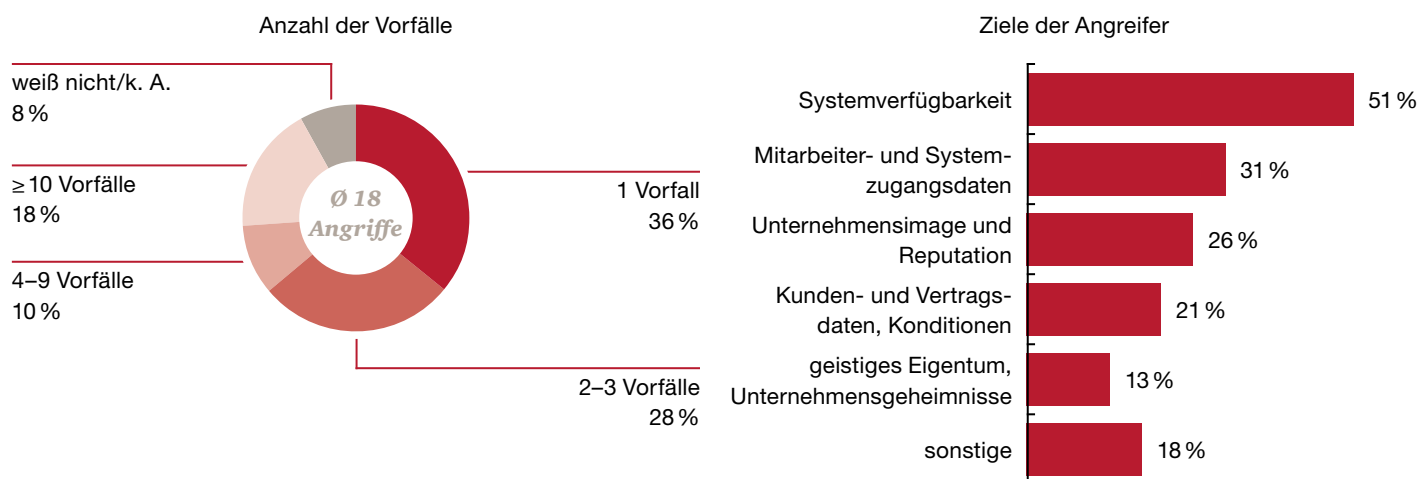 Anzahl der Vorfälle
weiß nicht/k. A.
8 %
≥ 10 Vorfälle
18 %
4–9 Vorfälle
10 %
Ø 18
Angriffe
1 Vorfall
36 %
2–3 Vorfälle
28 %
Ziele der Angreifer
Systemverfügbarkeit
51 %
Mitarbeiter- und System-
zugangsdaten
31 %
Unternehmensimage und
Reputation
26 %
Kunden- und Vertrags-
daten, Konditionen
21 %
geistiges Eigentum,
Unternehmensgeheimnisse
13 %
sonstige
18 %